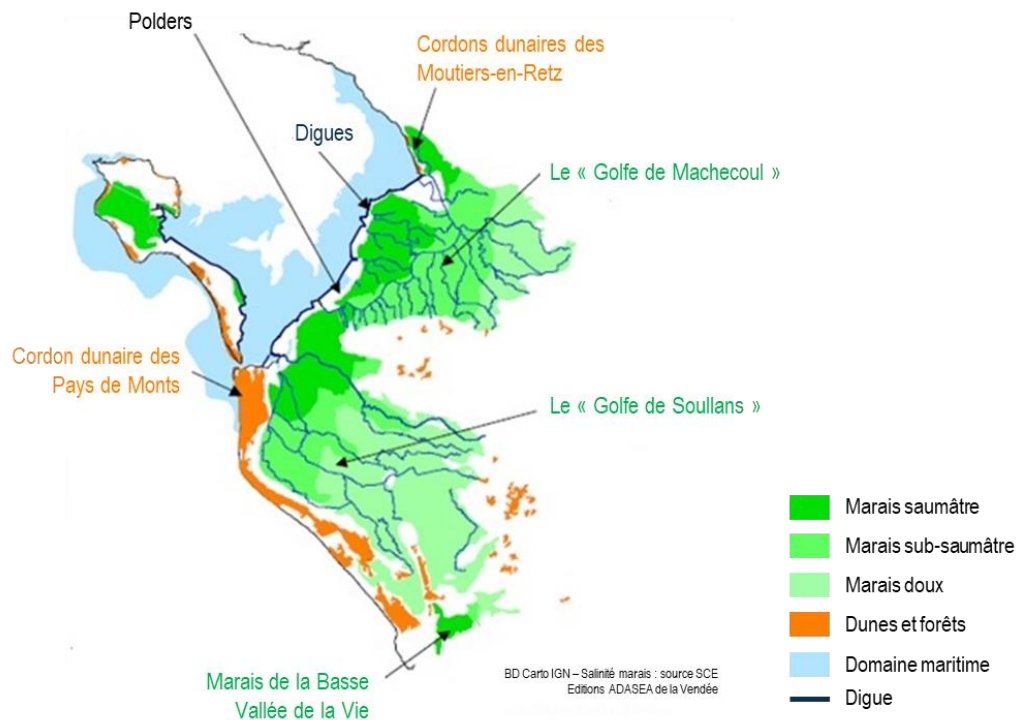 Polders
Cordons dunaires des
Moutiers-en-Retz
Digues
Le « Golfe de Machecoul »
Cordon dunaire des
Pays de Monts
Le « Golfe de Soullans »
Marais saumâtre
Marais sub-saumâtre
Marais doux
Dunes et forêts
Domaine maritime
Digue
Marais de la Basse
Vallée de la Vie
BD Carto IGN – Salinité marais : source SCE
Editions ADASEA de la Vendée